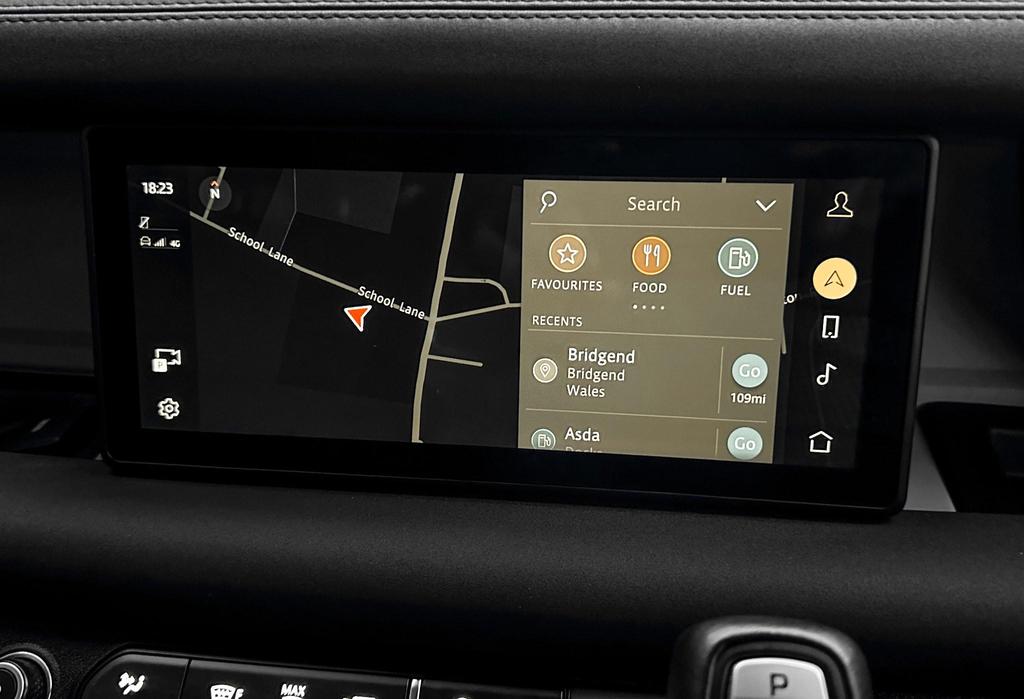 18:23
N
4G
P
School Lane
School Lane
Search
FAVOURITES
FOOD
FUEL
RECENTS
Bridgend
Bridgend
Wales
Go
109mi
Asda
Go
MAX
P